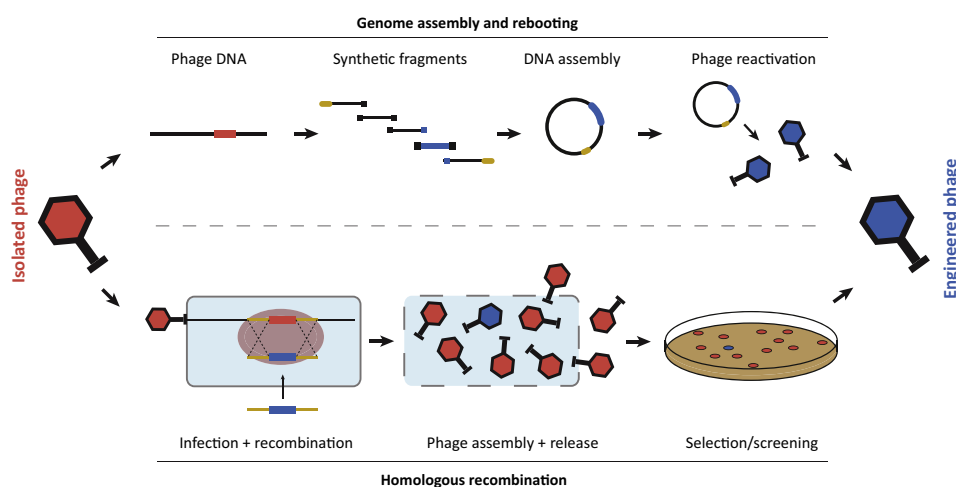 Genome assembly and rebooting
Phage DNA
Synthetic fragments
DNA assembly
Phage reactivation
Isolated phage
Engineered phage
Infection + recombination
Phage assembly + release
Selection/screening
Homologous recombination